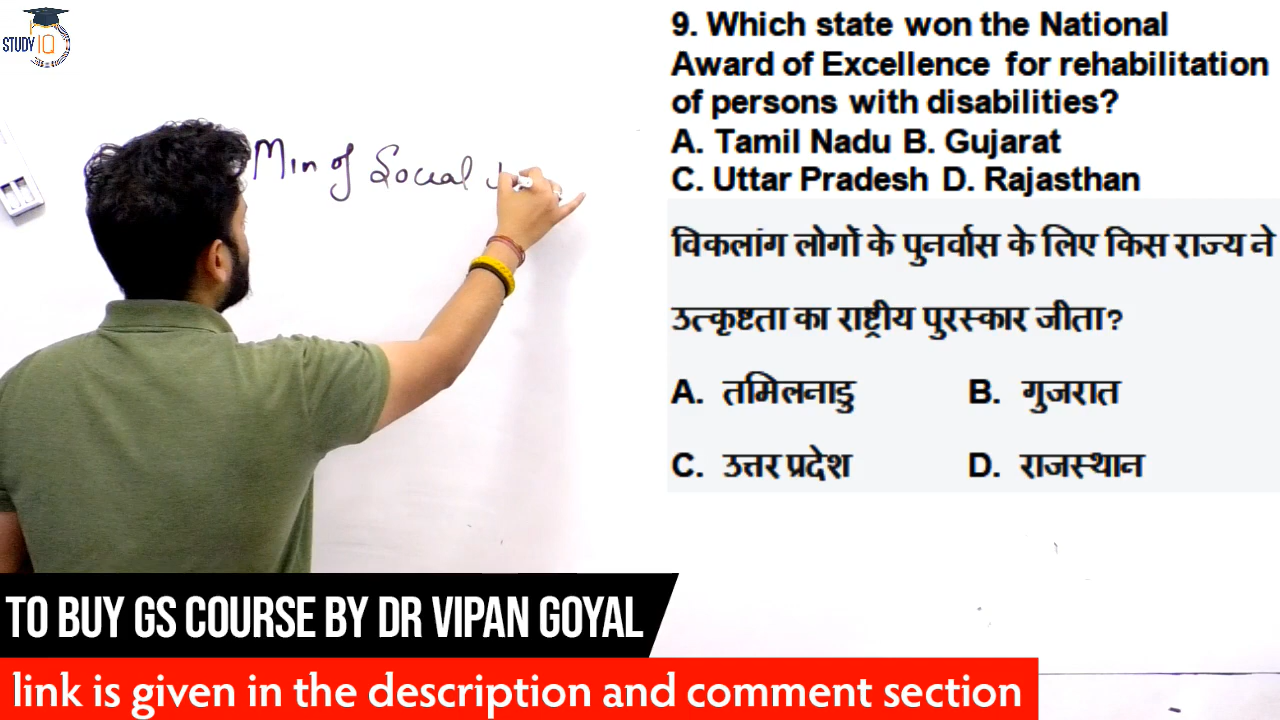 STUDY IQ
Min of Social
9. Which state won the National
Award of Excellence for rehabilitation
of persons with disabilities?
A. Tamil Nadu B. Gujarat
C. Uttar Pradesh D. Rajasthan
विकलांग लोगों के पुनर्वास के लिए किस राज्य ने
उत्कृष्टता का राष्ट्रीय पुरस्कार जीता?
A. तमिलनाडु B. गुजरात
C. उत्तर प्रदेश D. राजस्थान
TO BUY GS COURSE BY DR VIPAN GOYAL
link is given in the description and comment section